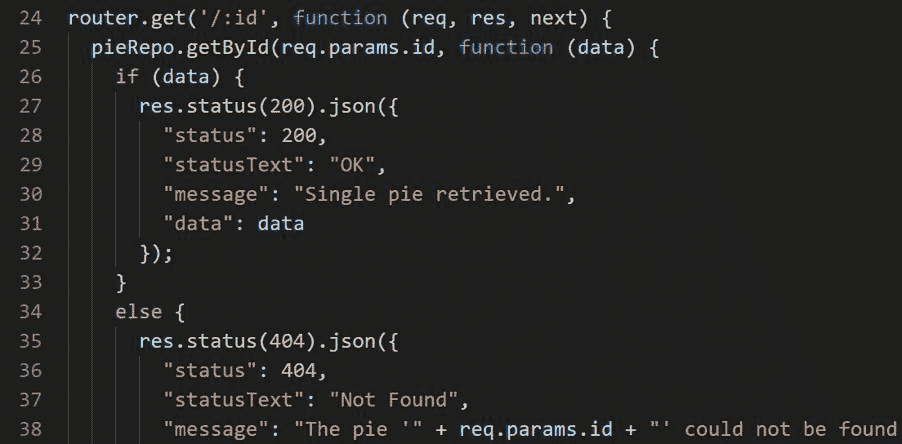 24 router.get('/:id', function (req, res, next) {
25   pieRepo.getById(req.params.id, function (data) {
26     if (data) {
27       res.status(200).json({
28         "status": 200,
29         "statusText": "OK",
30         "message": "Single pie retrieved.",
31         "data": data
32       });
33     }
34     else {
35       res.status(404).json({
36         "status": 404,
37         "statusText": "Not Found",
38         "message": "The pie '" + req.params.id + "' could not be found